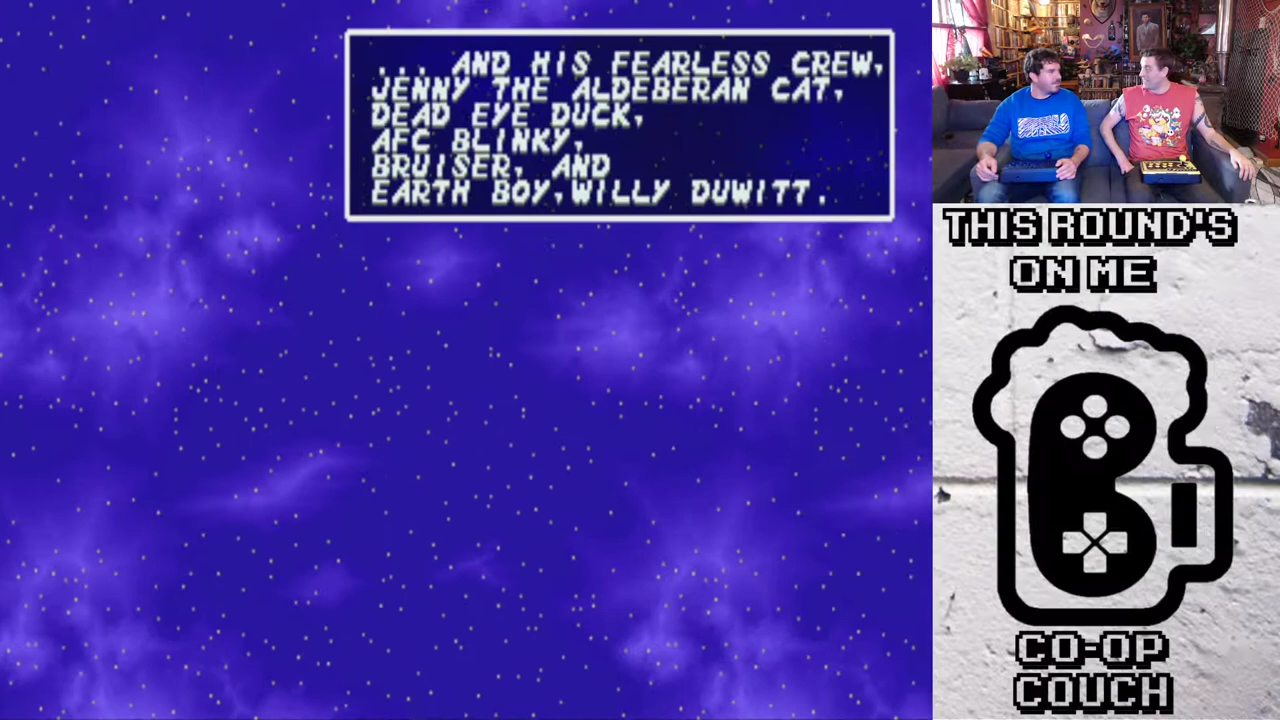 ... AND HIS FEARLESS CREW,
JENNY THE ALDEBERAN CAT,
DEAD EYE DUCK,
AFC BLINKY,
BRUISER, AND
EARTH BOY,WILLY DUWITT.
THIS ROUND'S
ON ME
CO-OP
COUCH